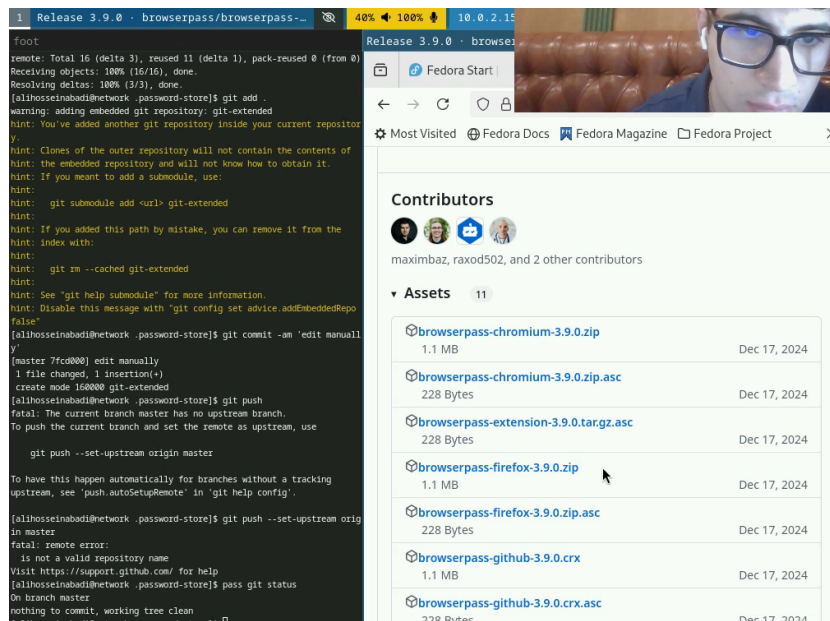 1 Release 3.9.0 · browserpass/browserpass-… 40% 100% 10.0.2.15
foot
remote: Total 16 (delta 3), reused 11 (delta 1), pack-reused 0 (from 0)
Receiving objects: 100% (16/16), done.
Resolving deltas: 100% (3/3), done.
[alihosseinabadi@network .password-store]$ git add .
warning: adding embedded git repository: git-extended
hint: You've added another git repository inside your current repositor
y.
hint: Clones of the outer repository will not contain the contents of
hint: the embedded repository and will not know how to obtain it.
hint: If you meant to add a submodule, use:
hint:
hint:   git submodule add <url> git-extended
hint:
hint: If you added this path by mistake, you can remove it from the
hint: index with:
hint:
hint:   git rm --cached git-extended
hint:
hint: See "git help submodule" for more information.
hint: Disable this message with "git config set advice.addEmbeddedRepo
false"
[alihosseinabadi@network .password-store]$ git commit -am 'edit manuall
y'
[master 7fcd000] edit manually
 1 file changed, 1 insertion(+)
 create mode 160000 git-extended
[alihosseinabadi@network .password-store]$ git push
fatal: The current branch master has no upstream branch.
To push the current branch and set the remote as upstream, use
    git push --set-upstream origin master
To have this happen automatically for branches without a tracking
upstream, see 'push.autoSetupRemote' in 'git help config'.
[alihosseinabadi@network .password-store]$ git push --set-upstream orig
in master
fatal: remote error:
  is not a valid repository name
Visit https://support.github.com/ for help
[alihosseinabadi@network .password-store]$ pass git status
On branch master
nothing to commit, working tree clean
Release 3.9.0 · browser
Fedora Start
Most Visited Fedora Docs Fedora Magazine Fedora Project
Contributors
maximbaz, raxod502, and 2 other contributors
Assets 11
browserpass-chromium-3.9.0.zip
1.1 MB Dec 17, 2024
browserpass-chromium-3.9.0.zip.asc
228 Bytes Dec 17, 2024
browserpass-extension-3.9.0.tar.gz.asc
228 Bytes Dec 17, 2024
browserpass-firefox-3.9.0.zip
1.1 MB Dec 17, 2024
browserpass-firefox-3.9.0.zip.asc
228 Bytes Dec 17, 2024
browserpass-github-3.9.0.crx
1.1 MB Dec 17, 2024
browserpass-github-3.9.0.crx.asc
228 Bytes Dec 17, 2024